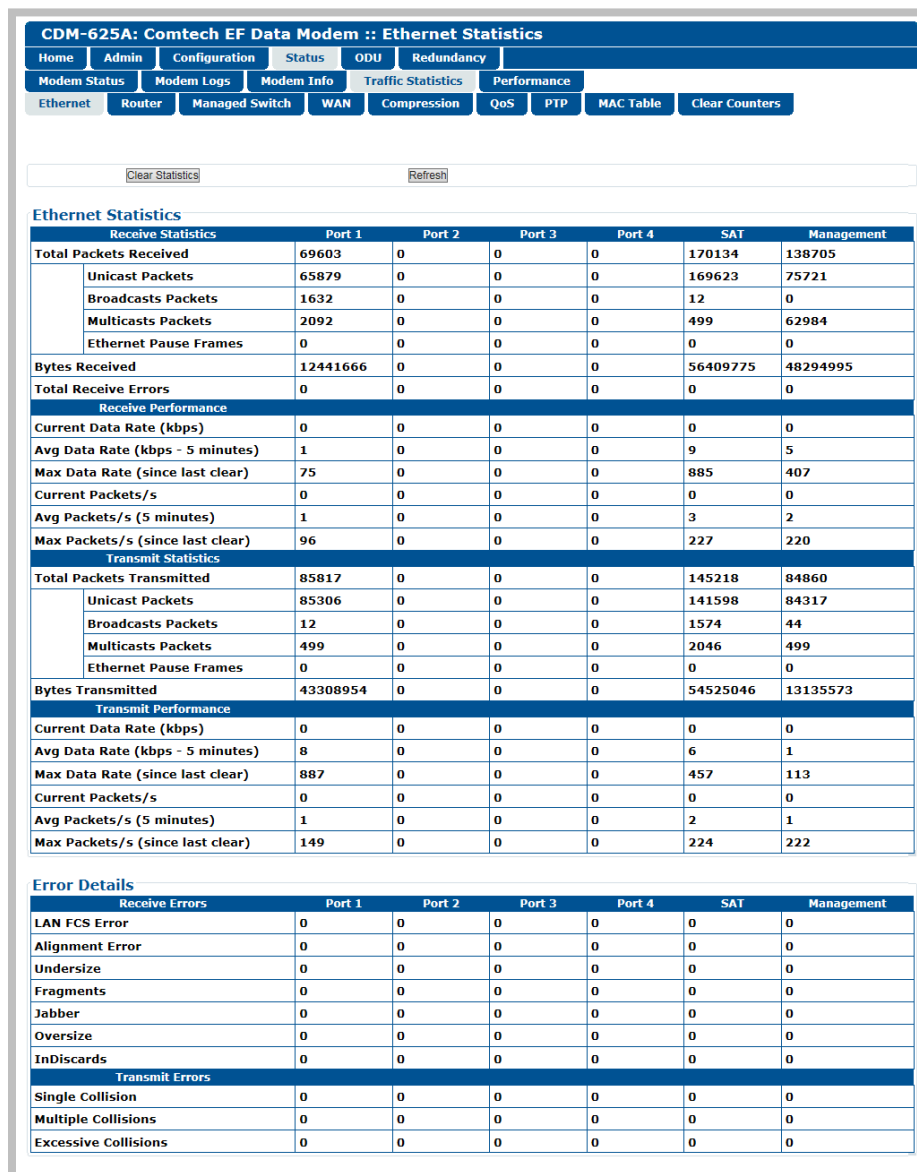 CDM-625A: Comtech EF Data Modem :: Ethernet Statistics
Home Admin Configuration Status ODU Redundancy
Modem Status Modem Logs Modem Info Traffic Statistics Performance
Ethernet Router Managed Switch WAN Compression QoS PTP MAC Table Clear Counters
Clear Statistics Refresh
Ethernet Statistics
Receive Statistics Port 1 Port 2 Port 3 Port 4 SAT Management
Total Packets Received 69603 0 0 0 170134 138705
Unicast Packets 65879 0 0 0 169623 75721
Broadcasts Packets 1632 0 0 0 12 0
Multicasts Packets 2092 0 0 0 499 62984
Ethernet Pause Frames 0 0 0 0 0 0
Bytes Received 12441666 0 0 0 56409775 48294995
Total Receive Errors 0 0 0 0 0 0
Receive Performance
Current Data Rate (kbps) 0 0 0 0 0 0
Avg Data Rate (kbps - 5 minutes) 1 0 0 0 9 5
Max Data Rate (since last clear) 75 0 0 0 885 407
Current Packets/s 0 0 0 0 0 0
Avg Packets/s (5 minutes) 1 0 0 0 3 2
Max Packets/s (since last clear) 96 0 0 0 227 220
Transmit Statistics
Total Packets Transmitted 85817 0 0 0 145218 84860
Unicast Packets 85306 0 0 0 141598 84317
Broadcasts Packets 12 0 0 0 1574 44
Multicasts Packets 499 0 0 0 2046 499
Ethernet Pause Frames 0 0 0 0 0 0
Bytes Transmitted 43308954 0 0 0 54525046 13135573
Transmit Performance
Current Data Rate (kbps) 0 0 0 0 0 0
Avg Data Rate (kbps - 5 minutes) 8 0 0 0 6 1
Max Data Rate (since last clear) 887 0 0 0 457 113
Current Packets/s 0 0 0 0 0 0
Avg Packets/s (5 minutes) 1 0 0 0 2 1
Max Packets/s (since last clear) 149 0 0 0 224 222
Error Details
Receive Errors Port 1 Port 2 Port 3 Port 4 SAT Management
LAN FCS Error 0 0 0 0 0 0
Alignment Error 0 0 0 0 0 0
Undersize 0 0 0 0 0 0
Fragments 0 0 0 0 0 0
Jabber 0 0 0 0 0 0
Oversize 0 0 0 0 0 0
InDiscards 0 0 0 0 0 0
Transmit Errors
Single Collision 0 0 0 0 0 0
Multiple Collisions 0 0 0 0 0 0
Excessive Collisions 0 0 0 0 0 0